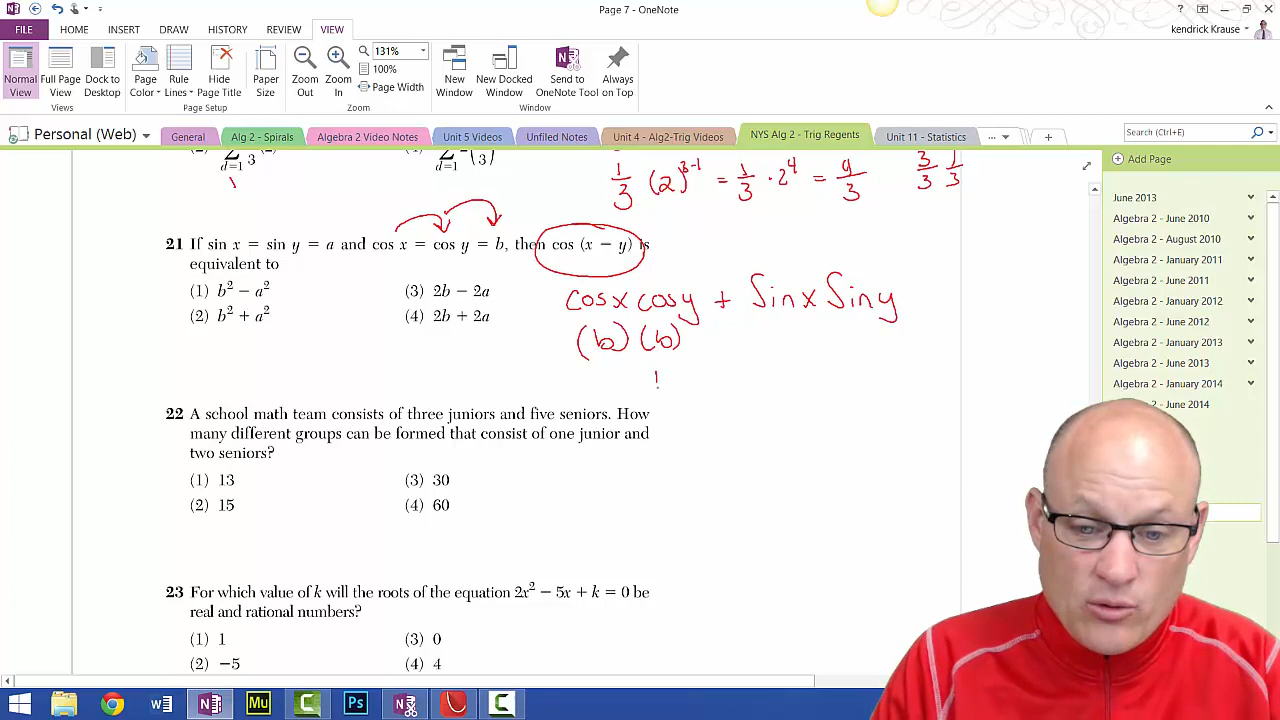 Page 7 - OneNote
FILE HOME INSERT DRAW HISTORY REVIEW VIEW
kendrick Krause
Normal View
Full Page View
Dock to Desktop
Page Color
Rule Lines
Hide Page Title
Paper Size
Zoom Out
Zoom In
131%
100%
Page Width
New Window
New Docked Window
Send to OneNote Tool
Always on Top
Views Page Setup Zoom Window
Personal (Web)
General Alg 2 - Spirals Algebra 2 Video Notes Unit 5 Videos Unfiled Notes Unit 4 - Alg2-Trig Videos NYS Alg 2 - Trig Regents Unit 11 - Statistics
Search (Ctrl+E)
Add Page
June 2013
Algebra 2 - June 2010
Algebra 2 - August 2010
Algebra 2 - January 2011
Algebra 2 - June 2011
Algebra 2 - January 2012
Algebra 2 - June 2012
Algebra 2 - January 2013
Algebra 2 - June 2013
Algebra 2 - January 2014
- June 2014
d=1 3
d=1 3
1/3 (2) = 1/3 · 2^4 =
3/3 1/3
21 If sin x = sin y = a and cos x = cos y = b, then cos (x − y) is
equivalent to
(1) b² − a² (3) 2b − 2a
(2) b² + a² (4) 2b + 2a
cosx cosy + sinx siny
(b) (b)
22 A school math team consists of three juniors and five seniors. How
many different groups can be formed that consist of one junior and
two seniors?
(1) 13 (3) 30
(2) 15 (4) 60
23 For which value of k will the roots of the equation 2x² − 5x + k = 0 be
real and rational numbers?
(1) 1 (3) 0
(2) −5 (4) 4